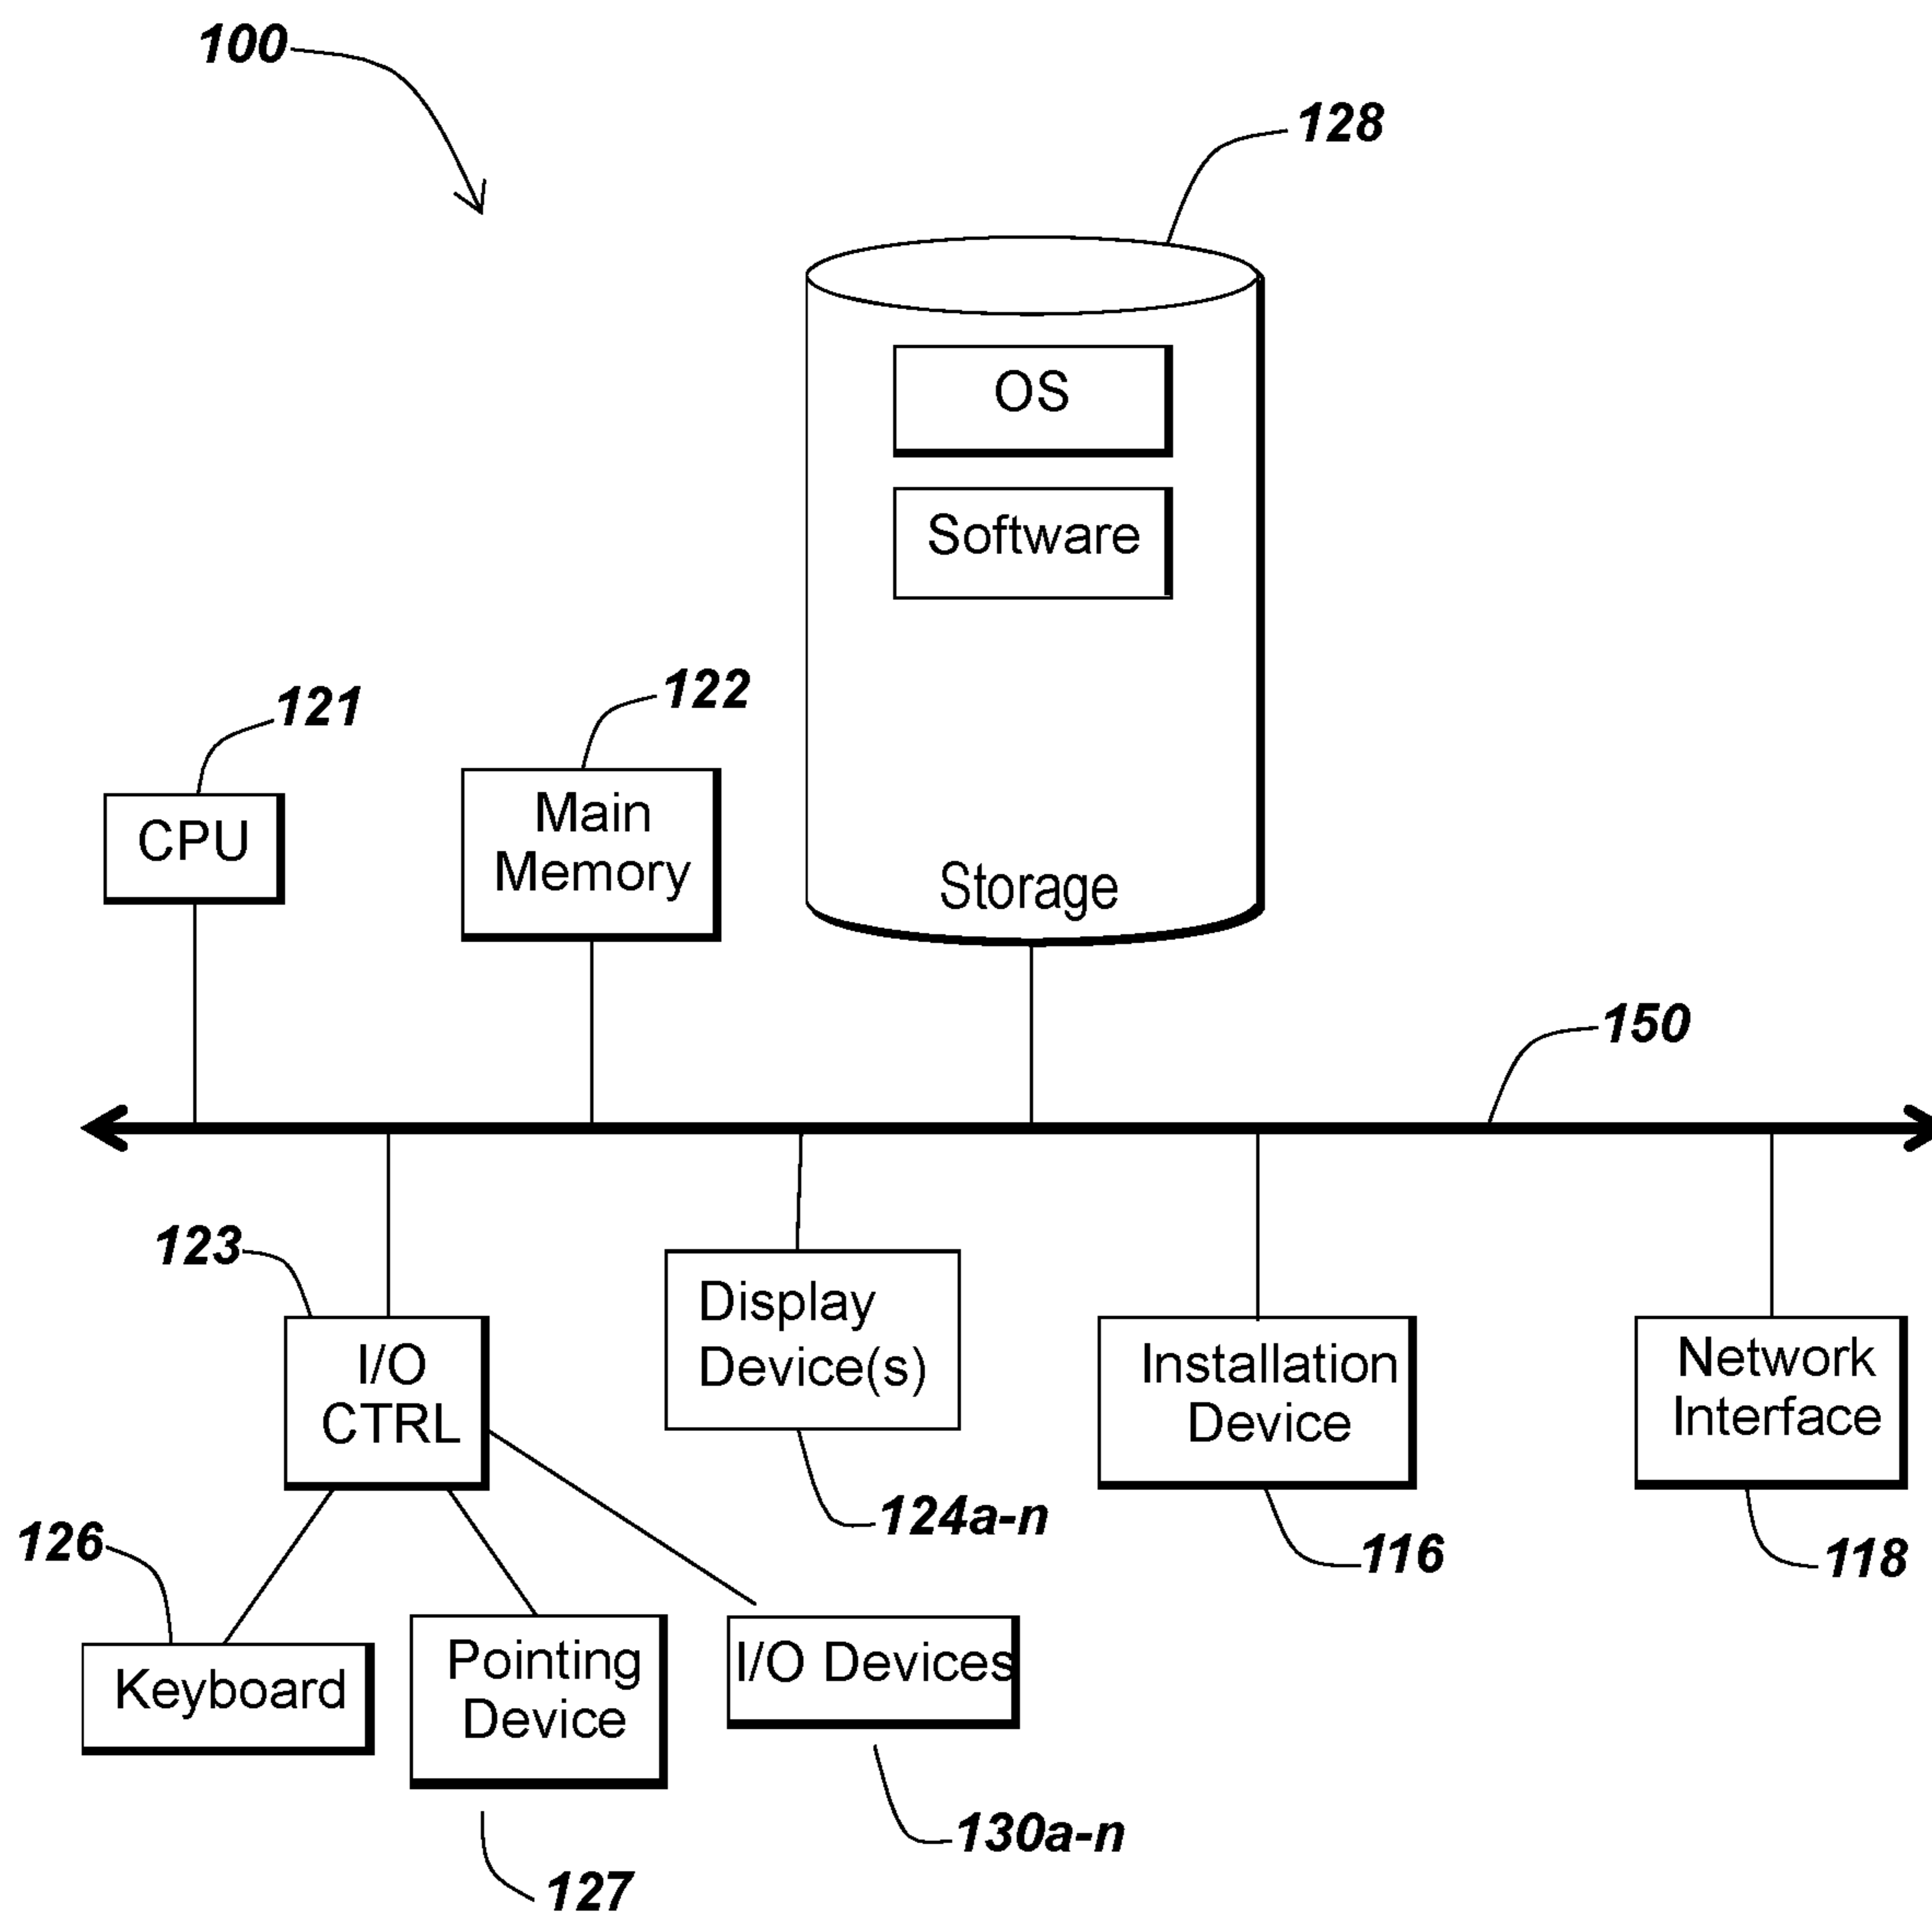 100
128
OS
Software
121
122
CPU
Main
Memory
Storage
150
123
I/O
CTRL
Display
Device(s)
Installation
Device
Network
Interface
124a-n
116
118
126
Keyboard
Pointing
Device
I/O Devices
130a-n
127